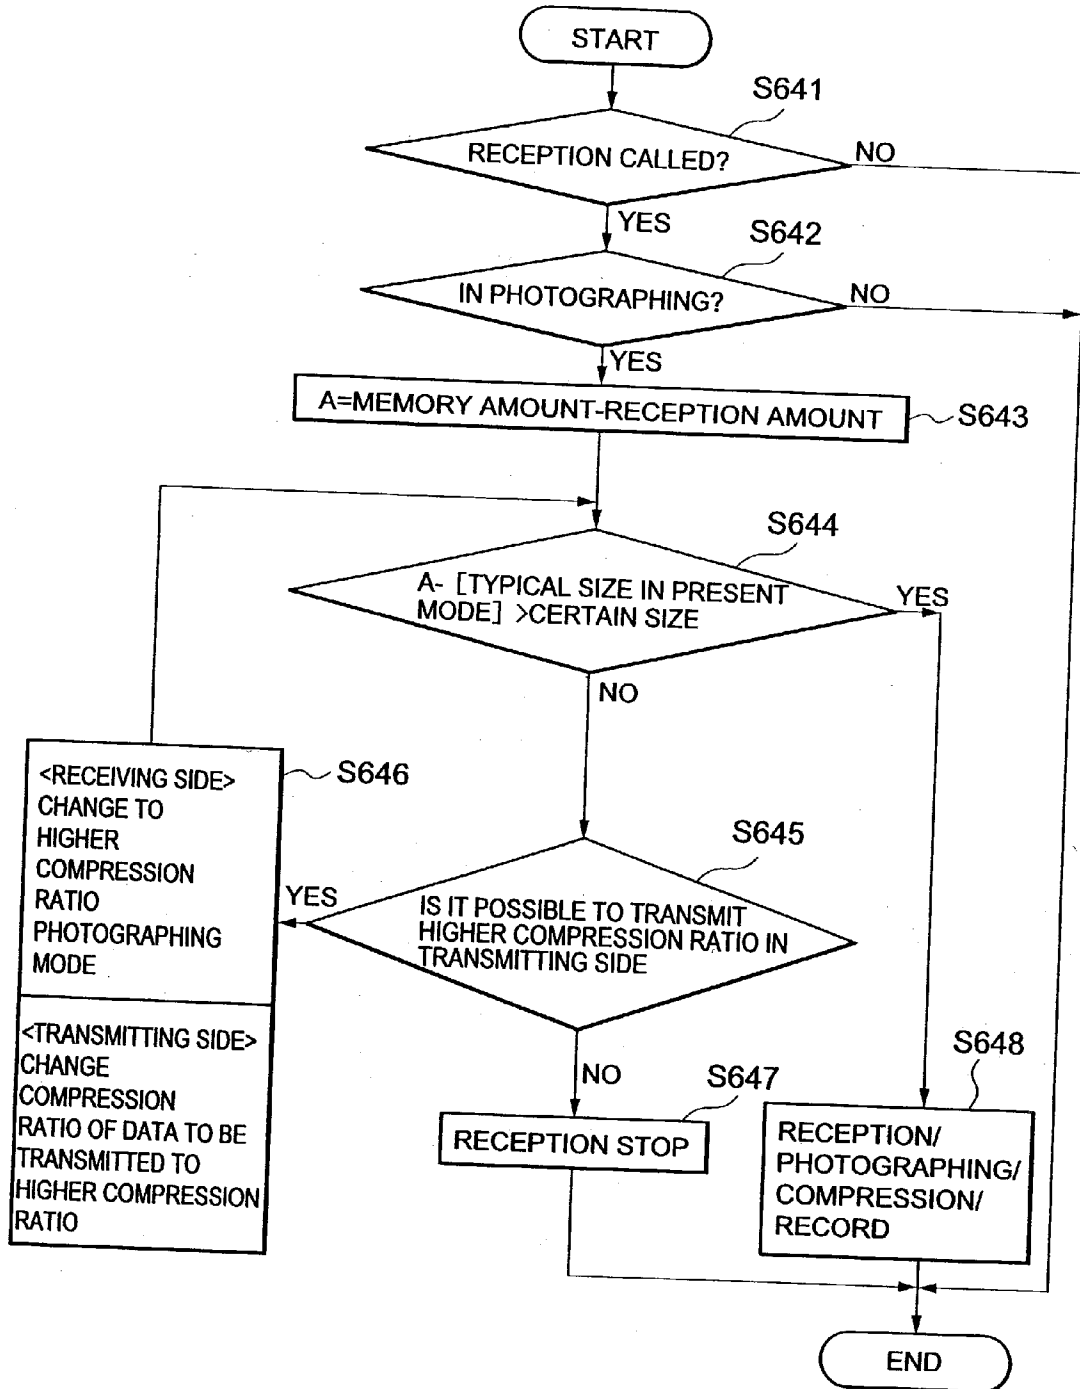 START
S641
RECEPTION CALLED?
NO
YES
S642
IN PHOTOGRAPHING?
NO
YES
A=MEMORY AMOUNT-RECEPTION AMOUNT
S643
S644
A- [TYPICAL SIZE IN PRESENT
MODE] >CERTAIN SIZE
YES
NO
<RECEIVING SIDE>
CHANGE TO
HIGHER
COMPRESSION
RATIO
PHOTOGRAPHING
MODE
S646
<TRANSMITTING SIDE>
CHANGE
COMPRESSION
RATIO OF DATA TO BE
TRANSMITTED TO
HIGHER COMPRESSION
RATIO
S645
YES
IS IT POSSIBLE TO TRANSMIT
HIGHER COMPRESSION RATIO IN
TRANSMITTING SIDE
NO
S647
RECEPTION STOP
S648
RECEPTION/
PHOTOGRAPHING/
COMPRESSION/
RECORD
END